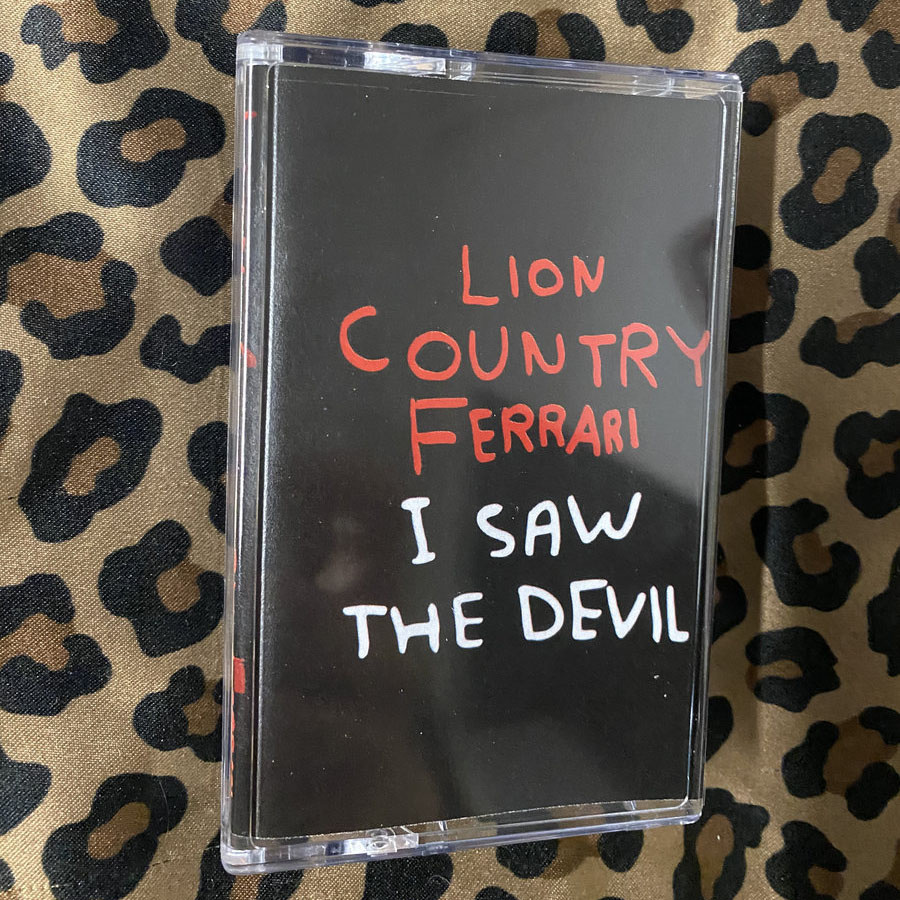 LION
COUNTRY
FERRARI
I SAW
THE DEVIL